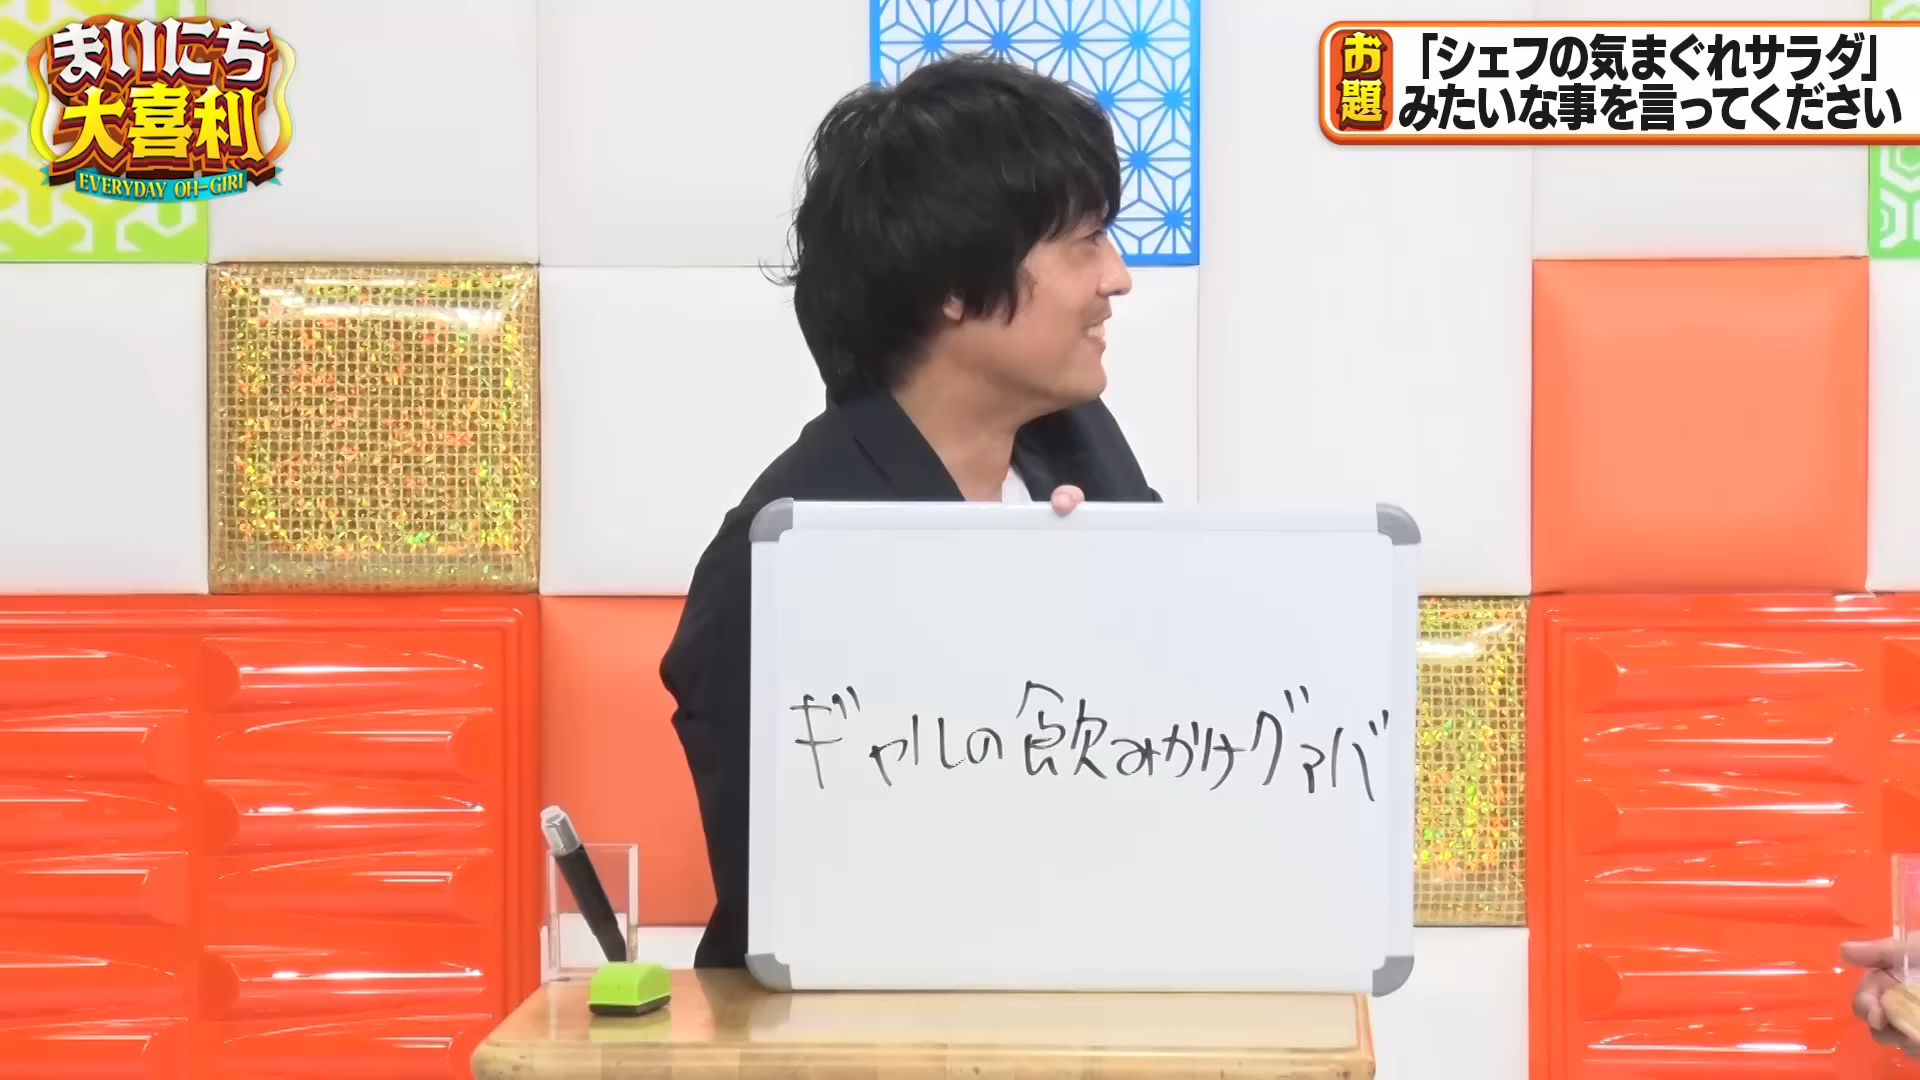 まいにち
大喜利
EVERYDAY OH-GIRI
お題
「シェフの気まぐれサラダ」
みたいな事を言ってください
ギャルの飲みかけグァバ